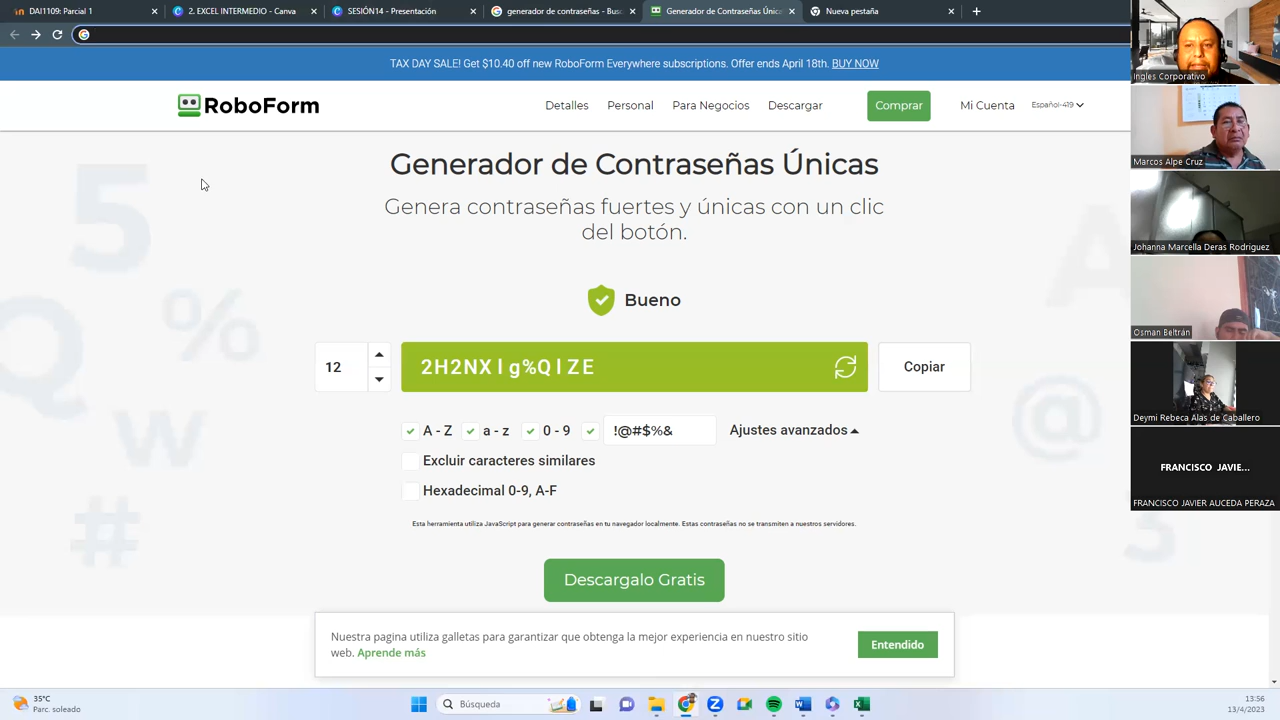 DAI1109: Parcial 1
2. EXCEL INTERMEDIO - Canva
SESIÓN14 - Presentación
generador de contraseñas - Busc
Generador de Contraseñas Únic
Nueva pestaña
TAX DAY SALE! Get $10.40 off new RoboForm Everywhere subscriptions. Offer ends April 18th. BUY NOW
RoboForm
Detalles
Personal
Para Negocios
Descargar
Comprar
Mi Cuenta
Español-419
Generador de Contraseñas Únicas
Genera contraseñas fuertes y únicas con un clic
del botón.
Bueno
12
2H2NXlg%QlZE
Copiar
A - Z
a - z
0 - 9
!@#$%&
Ajustes avanzados
Excluir caracteres similares
Hexadecimal 0-9, A-F
Esta herramienta utiliza JavaScript para generar contraseñas en tu navegador localmente. Estas contraseñas no se transmiten a nuestros servidores.
Descargalo Gratis
Nuestra pagina utiliza galletas para garantizar que obtenga la mejor experiencia en nuestro sitio
web. Aprende más
Entendido
Ingles Corporativo
Marcos Alpe Cruz
Johanna Marcella Deras Rodríguez
Osman Beltrán
Deymi Rebeca Alas de Caballero
FRANCISCO JAVIE...
FRANCISCO JAVIER AUCEDA PERAZA
5
Q
%
W
#
A
@
3
35°C
Parc. soleado
Búsqueda
13:56
13/4/2023